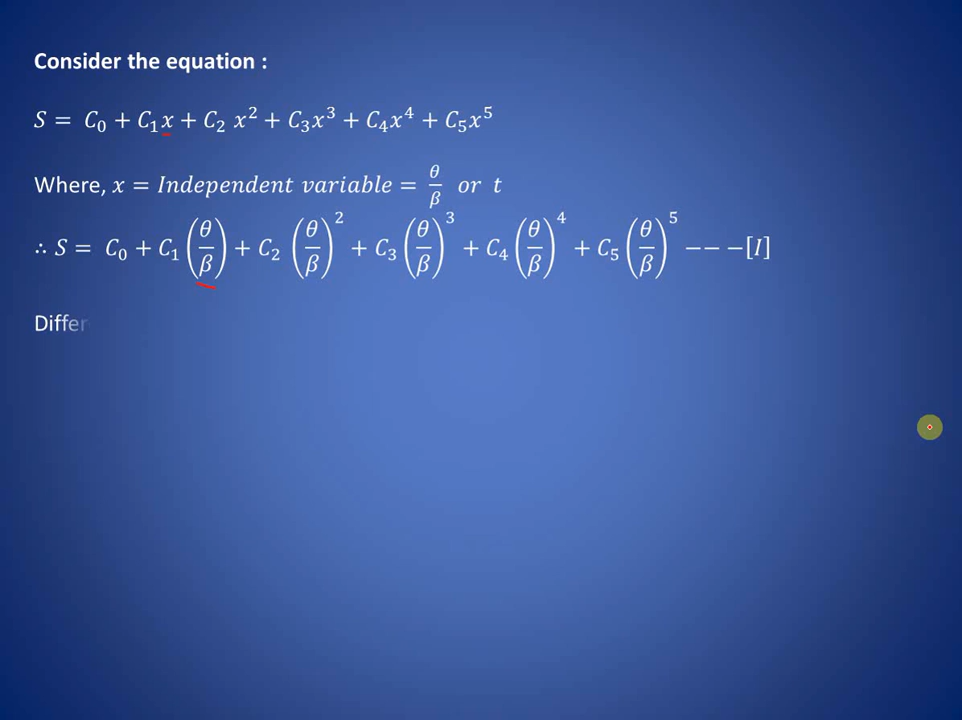 Consider the equation :
S = C₀ + C₁x + C₂ x² + C₃x³ + C₄x⁴ + C₅x⁵
Where, x = Independent variable = θ/β or t
∴ S = C₀ + C₁ (θ/β) + C₂ (θ/β)² + C₃ (θ/β)³ + C₄ (θ/β)⁴ + C₅ (θ/β)⁵ −− −[I]
Differ